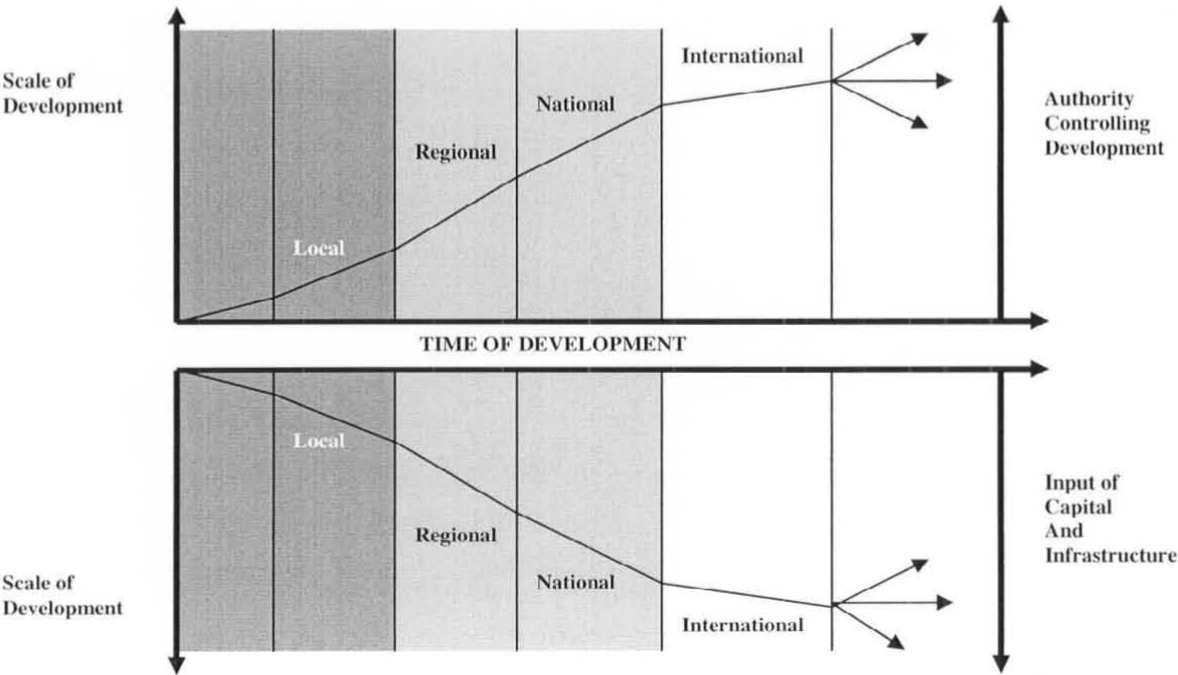 International
Scale of
Development
National
Authority
Controlling
Development
Regional
Local
TIME OF DEVELOPMENT
Local
Input of
Capital
And
Infrastructure
Regional
Scale of
Development
National
International